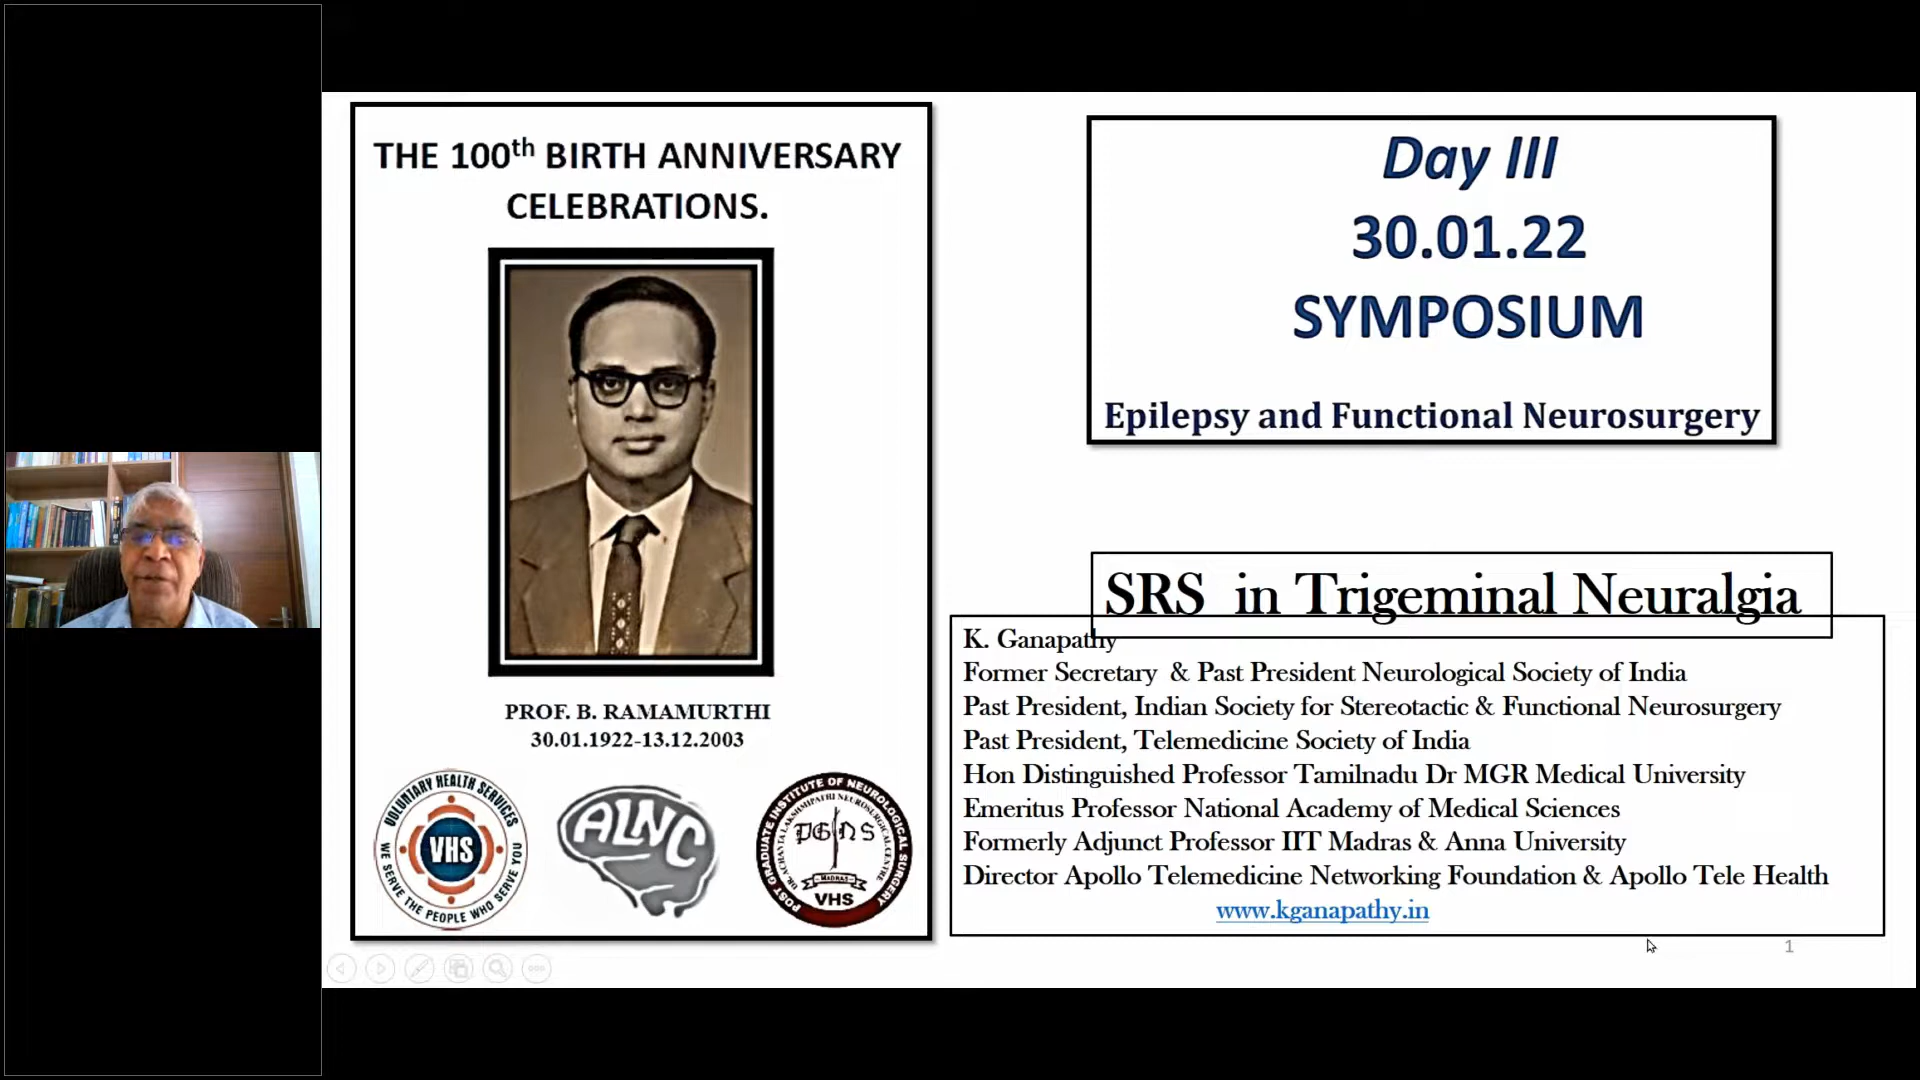 THE 100th BIRTH ANNIVERSARY
CELEBRATIONS.
PROF. B. RAMAMURTHI
30.01.1922-13.12.2003
VOLUNTARY HEALTH SERVICES
VHS
WE SERVE THE PEOPLE WHO SERVE YOU
ALNC
POST GRADUATE INSTITUTE OF NEUROLOGICAL SURGERY
DR. ACHANTA LAKSHMIPATHI NEUROSURGICAL CENTRE
PGINS
MADRAS
VHS
Day III
30.01.22
SYMPOSIUM
Epilepsy and Functional Neurosurgery
SRS in Trigeminal Neuralgia
K. Ganapathy
Former Secretary & Past President Neurological Society of India
Past President, Indian Society for Stereotactic & Functional Neurosurgery
Past President, Telemedicine Society of India
Hon Distinguished Professor Tamilnadu Dr MGR Medical University
Emeritus Professor National Academy of Medical Sciences
Formerly Adjunct Professor IIT Madras & Anna University
Director Apollo Telemedicine Networking Foundation & Apollo Tele Health
www.kganapathy.in
1